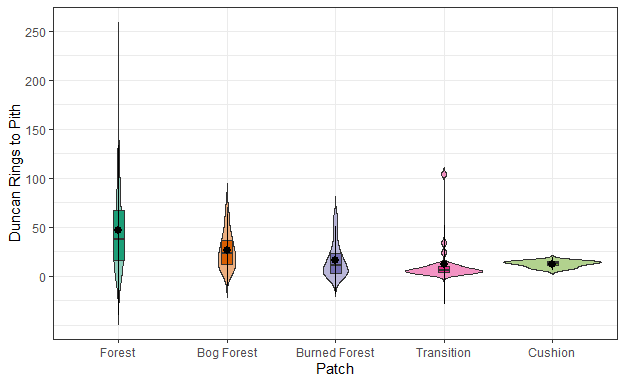 Duncan Rings to Pith
250
200
150
100
50
0
Forest
Bog Forest
Burned Forest
Transition
Cushion
Patch